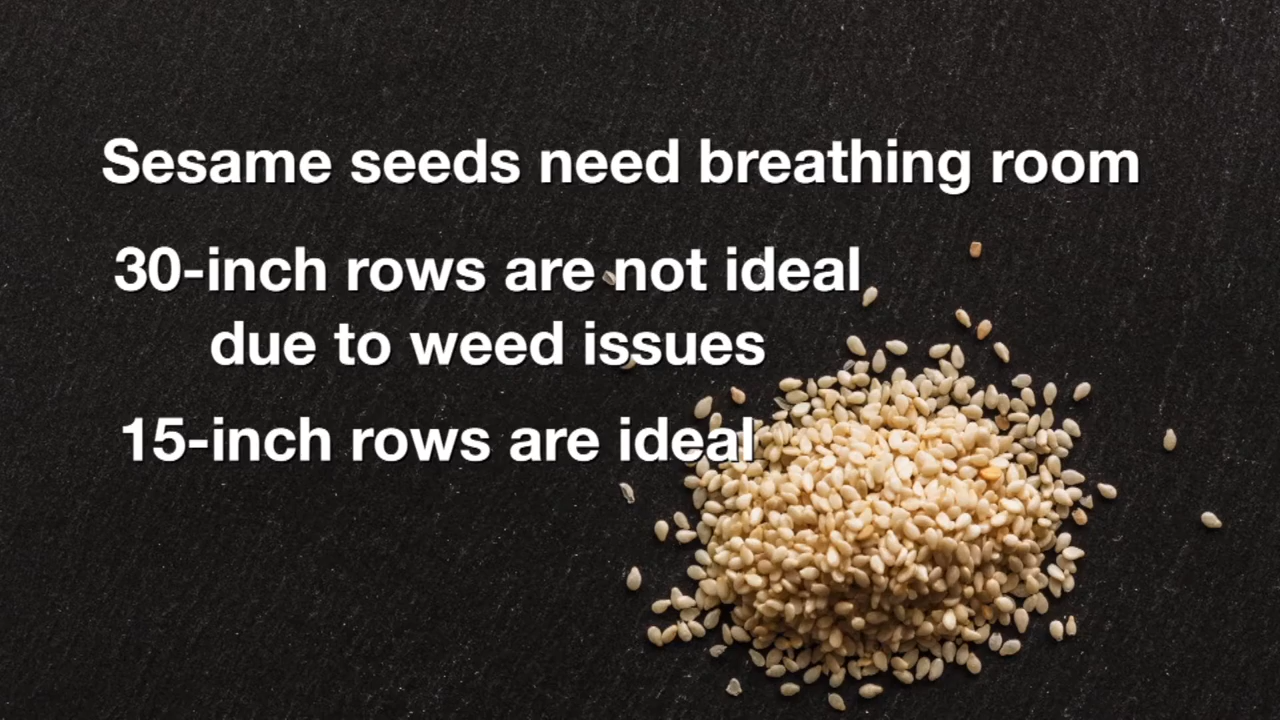 Sesame seeds need breathing room
30-inch rows are not ideal
due to weed issues
15-inch rows are ideal